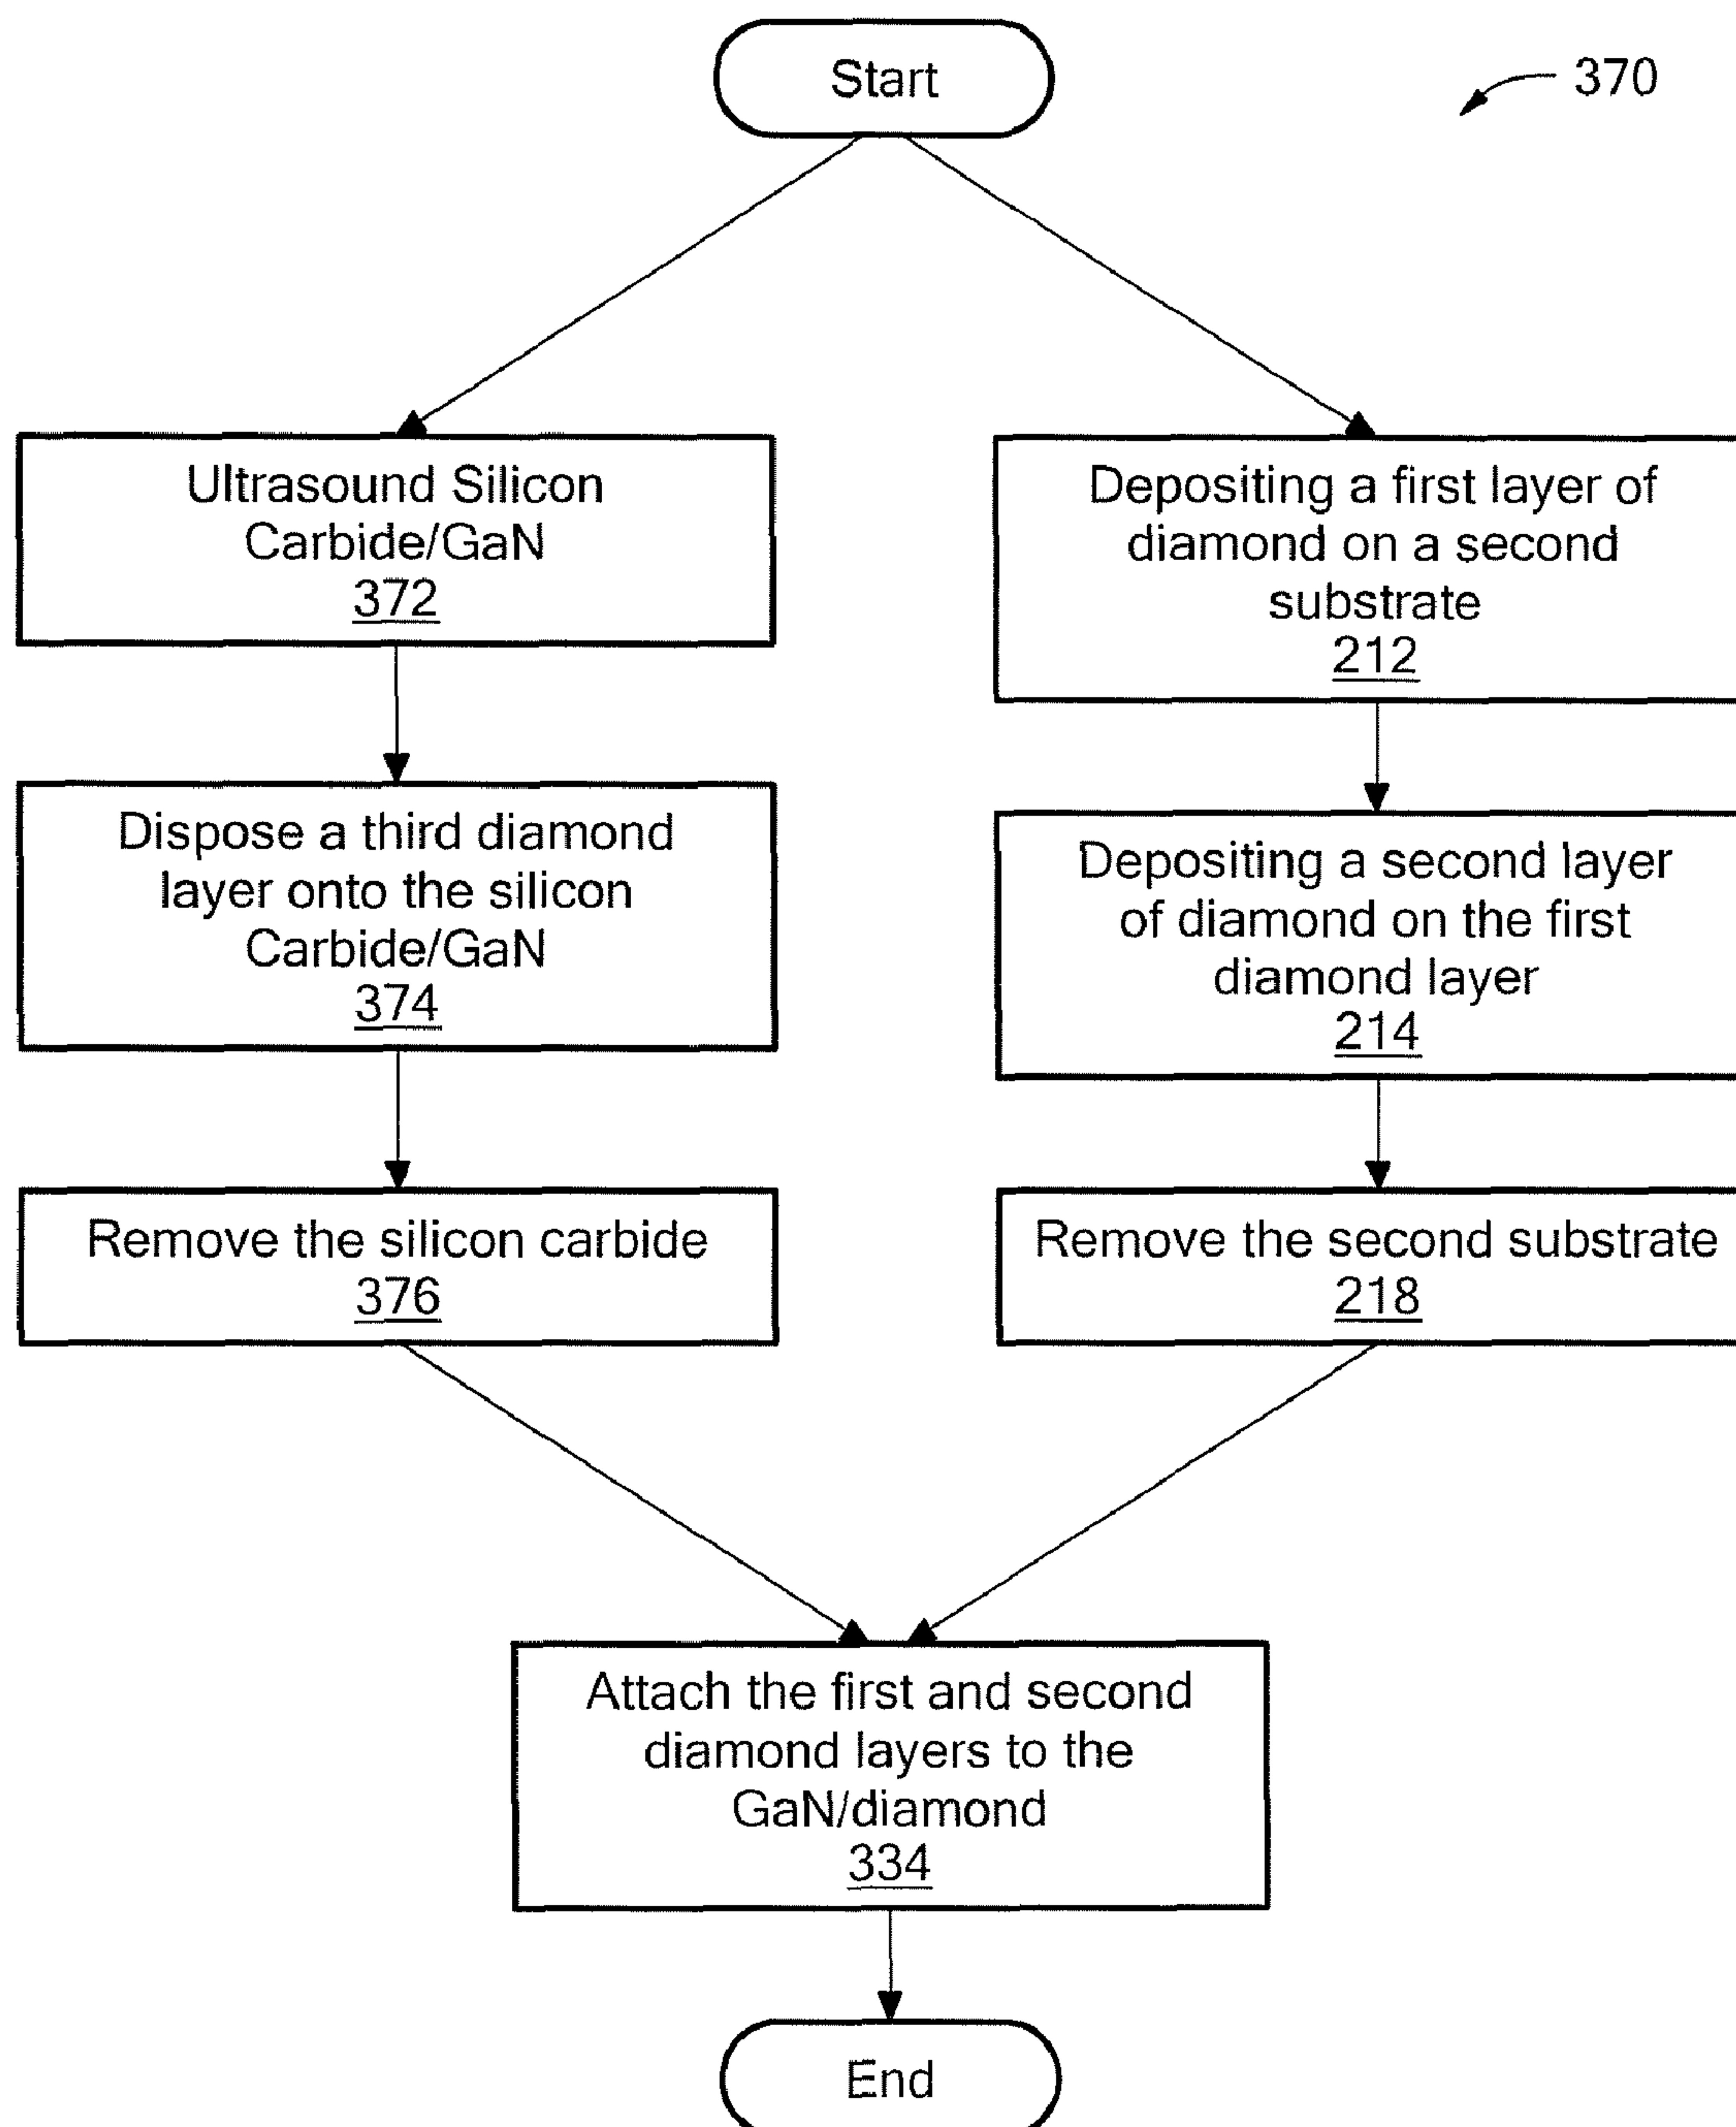 Start
370
Ultrasound Silicon
Carbide/GaN
372
Dispose a third diamond
layer onto the silicon
Carbide/GaN
374
Remove the silicon carbide
376
Depositing a first layer of
diamond on a second
substrate
212
Depositing a second layer
of diamond on the first
diamond layer
214
Remove the second substrate
218
Attach the first and second
diamond layers to the
GaN/diamond
334
End